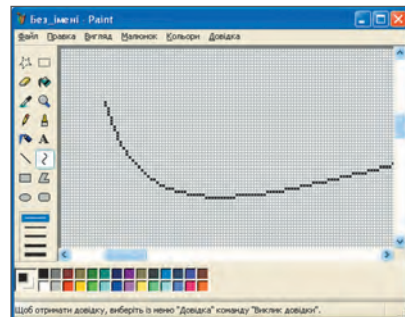 Без_імені - Paint
Файл Правка Вигляд Малюнок Кольори Довідка
A
Щоб отримати довідку, виберіть із меню "Довідка" команду "Виклик довідки".